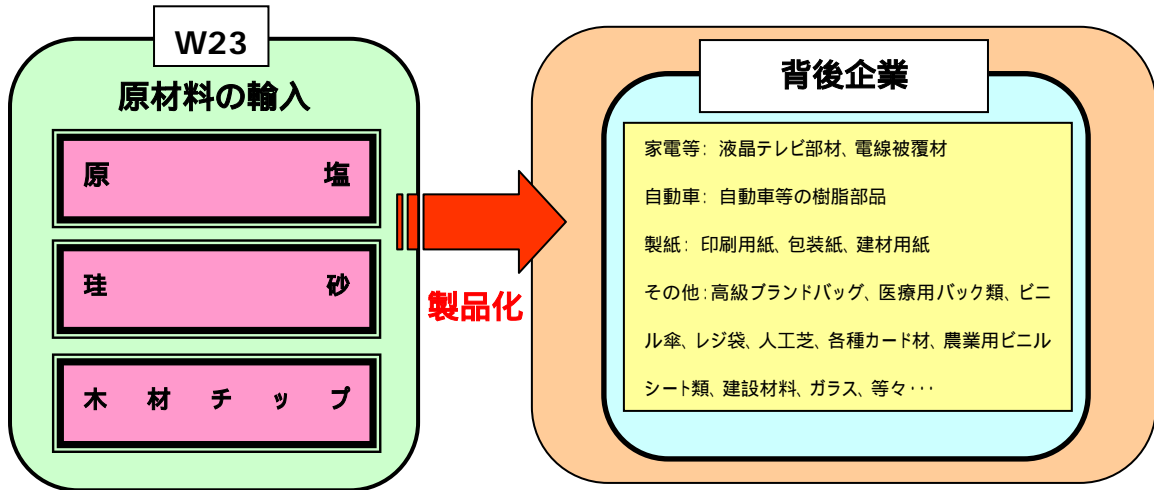 W23
原材料の輸入
原 塩
珪 砂
木 材 チ ッ プ
製品化
背後企業
家電等：液晶テレビ部材、電線被覆材
自動車：自動車等の樹脂部品
製紙：印刷用紙、包装紙、建材用紙
その他：高級ブランドバッグ、医療用パック類、ビニ
ル傘、レジ袋、人工芝、各種カード材、農業用ビニル
シート類、建設材料、ガラス、等々･･･